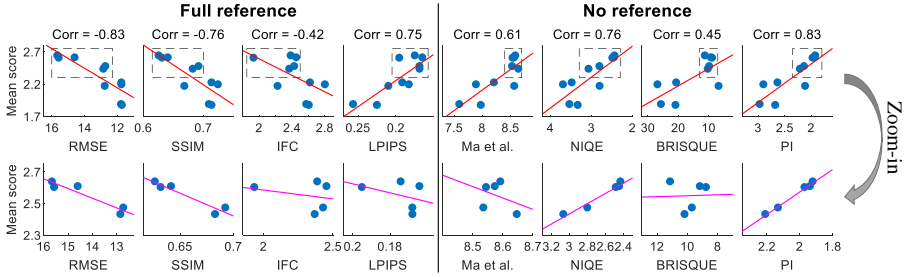 Full reference
No reference
Corr = -0.83
Corr = -0.76
Corr = -0.42
Corr = 0.75
Corr = 0.61
Corr = 0.76
Corr = 0.45
Corr = 0.83
Mean score
2.7
2.2
1.7
16 14 12
0.6 0.7
2 2.4 2.8
0.25 0.2
7.5 8 8.5
4 3 2
30 20 10
3 2
RMSE
SSIM
IFC
LPIPS
Ma et al.
NIQE
BRISQUE
PI
Zoom-in
Mean score
2.7
2.5
2.3
16 15 14 13
0.65 0.7
2 2.5
0.2 0.18
8.5 8.6 8.7
3.2 3 2.8 2.6 2.4
12 10 8
2.2 2 1.8
RMSE
SSIM
IFC
LPIPS
Ma et al.
NIQE
BRISQUE
PI